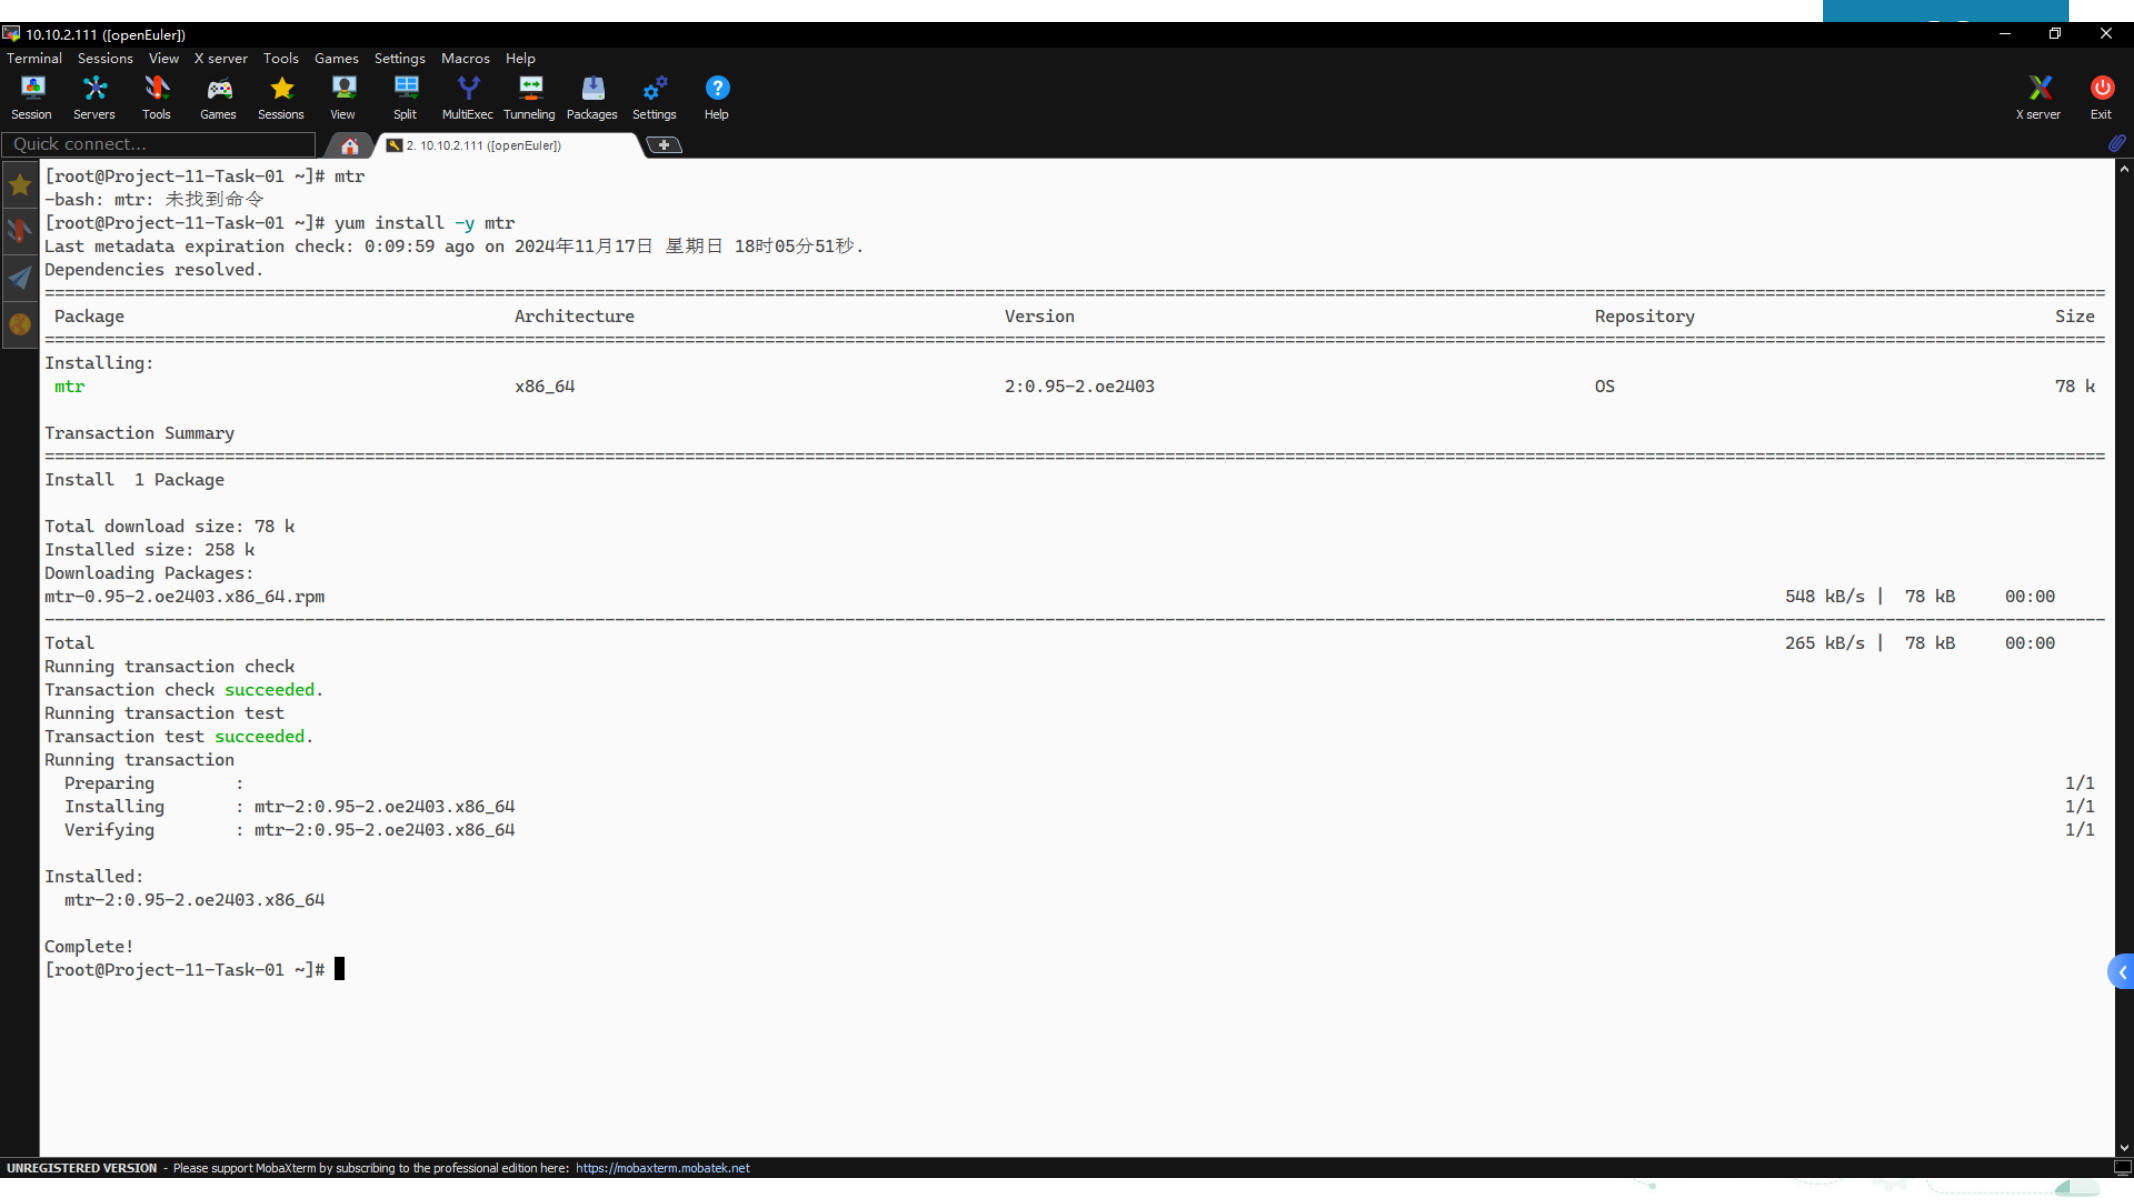 10.10.2.111 ([openEuler])
Terminal Sessions View X server Tools Games Settings Macros Help
Session Servers Tools Games Sessions View Split MultiExec Tunneling Packages Settings Help X server Exit
Quick connect... 2. 10.10.2.111 ([openEuler])
[root@Project-11-Task-01 ~]# mtr
-bash: mtr: 未找到命令
[root@Project-11-Task-01 ~]# yum install -y mtr
Last metadata expiration check: 0:09:59 ago on 2024年11月17日 星期日 18时05分51秒.
Dependencies resolved.
Package Architecture Version Repository Size
Installing:
mtr x86_64 2:0.95-2.oe2403 OS 78 k
Transaction Summary
Install 1 Package
Total download size: 78 k
Installed size: 258 k
Downloading Packages:
mtr-0.95-2.oe2403.x86_64.rpm 548 kB/s | 78 kB 00:00
Total 265 kB/s | 78 kB 00:00
Running transaction check
Transaction check succeeded.
Running transaction test
Transaction test succeeded.
Running transaction
Preparing : 1/1
Installing : mtr-2:0.95-2.oe2403.x86_64 1/1
Verifying : mtr-2:0.95-2.oe2403.x86_64 1/1
Installed:
mtr-2:0.95-2.oe2403.x86_64
Complete!
[root@Project-11-Task-01 ~]#
UNREGISTERED VERSION - Please support MobaXterm by subscribing to the professional edition here: https://mobaxterm.mobatek.net